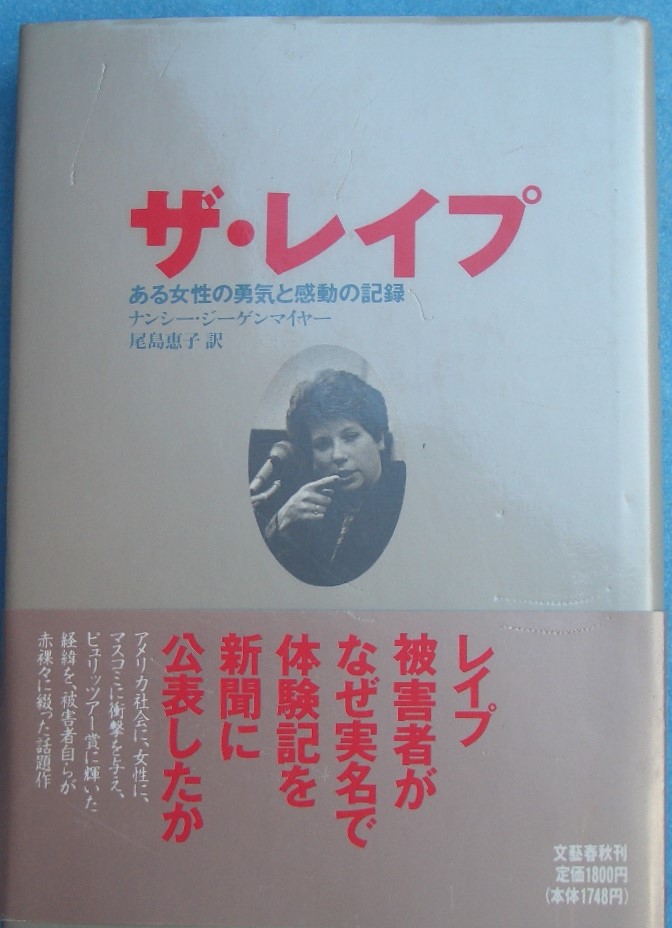 ザ・レイプ
ある女性の勇気と感動の記録
ナンシー・ジーゲンマイヤー
尾島恵子 訳
レイプ
被害者が
なぜ実名で
体験記を
新聞に
公表したか
アメリカ社会に、女性に、
マスコミに衝撃を与え、
ピュリッツアー賞に輝いた
経緯を、被害者自らが
赤裸々に綴った話題作
文藝春秋刊
定価1800円
(本体1748円)